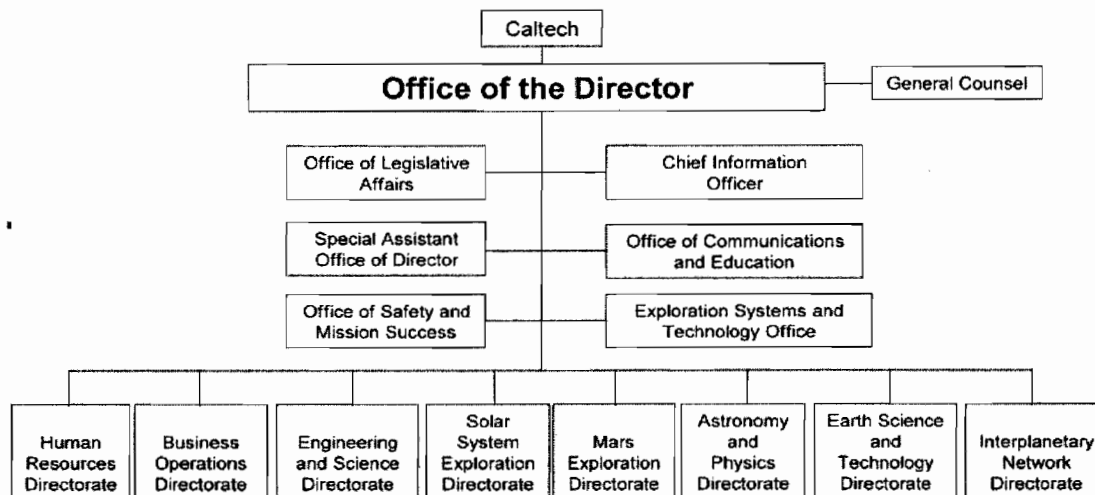 Caltech
Office of the Director
General Counsel
Office of Legislative
Affairs
Chief Information
Officer
Special Assistant
Office of Director
Office of Communications
and Education
Office of Safety and
Mission Success
Exploration Systems and
Technology Office
Human
Resources
Directorate
Business
Operations
Directorate
Engineering
and Science
Directorate
Solar
System
Exploration
Directorate
Mars
Exploration
Directorate
Astronomy
and
Physics
Directorate
Earth Science
and
Technology
Directorate
Interplanetary
Network
Directorate